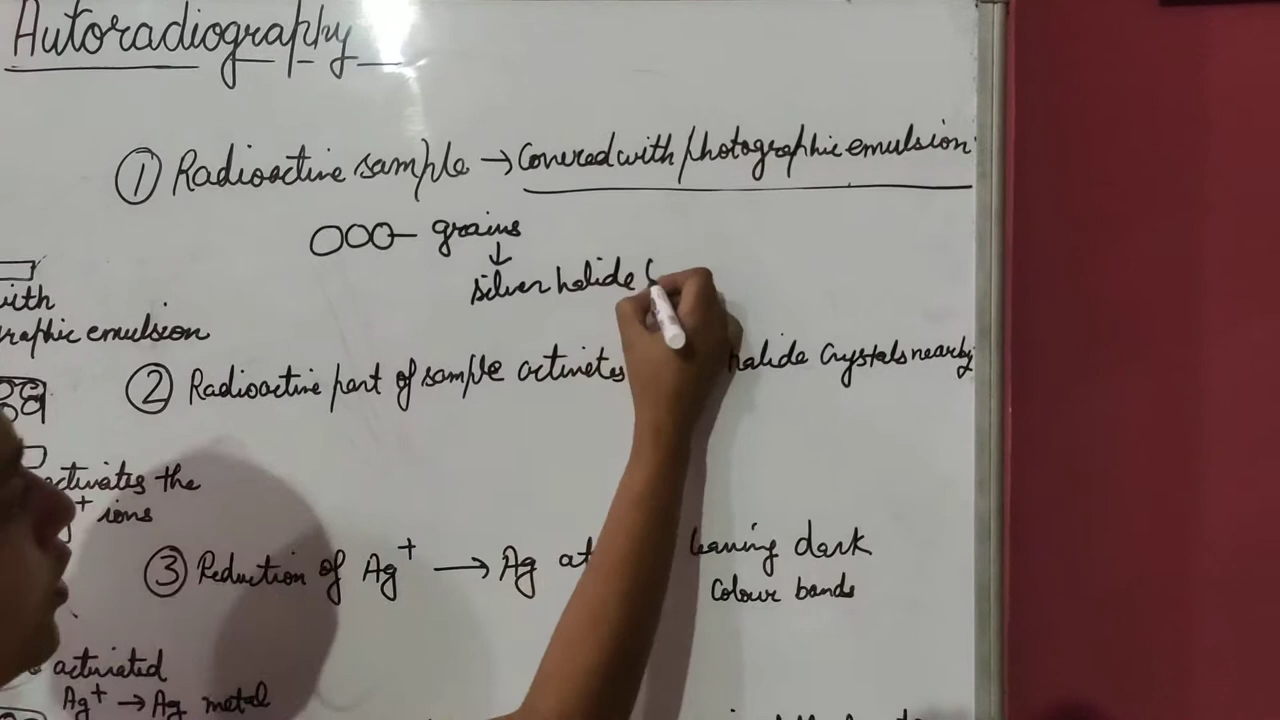 Autoradiography
① Radioactive sample → Covered with photographic emulsion
OOO— grains
↓
silver halide (
with
raphic emulsion
② Radioactive part of sample activates halide Crystals nearby
activates the
+ ions
③ Reduction of Ag⁺ → Ag at leaving dark
Colour bands
activated
Ag⁺ → Ag metal